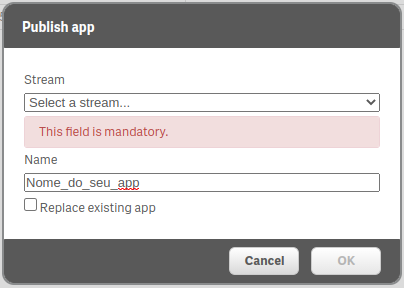 Publish app
Stream
Select a stream...
This field is mandatory.
Name
Nome_do_seu_app
Replace existing app
Cancel
OK